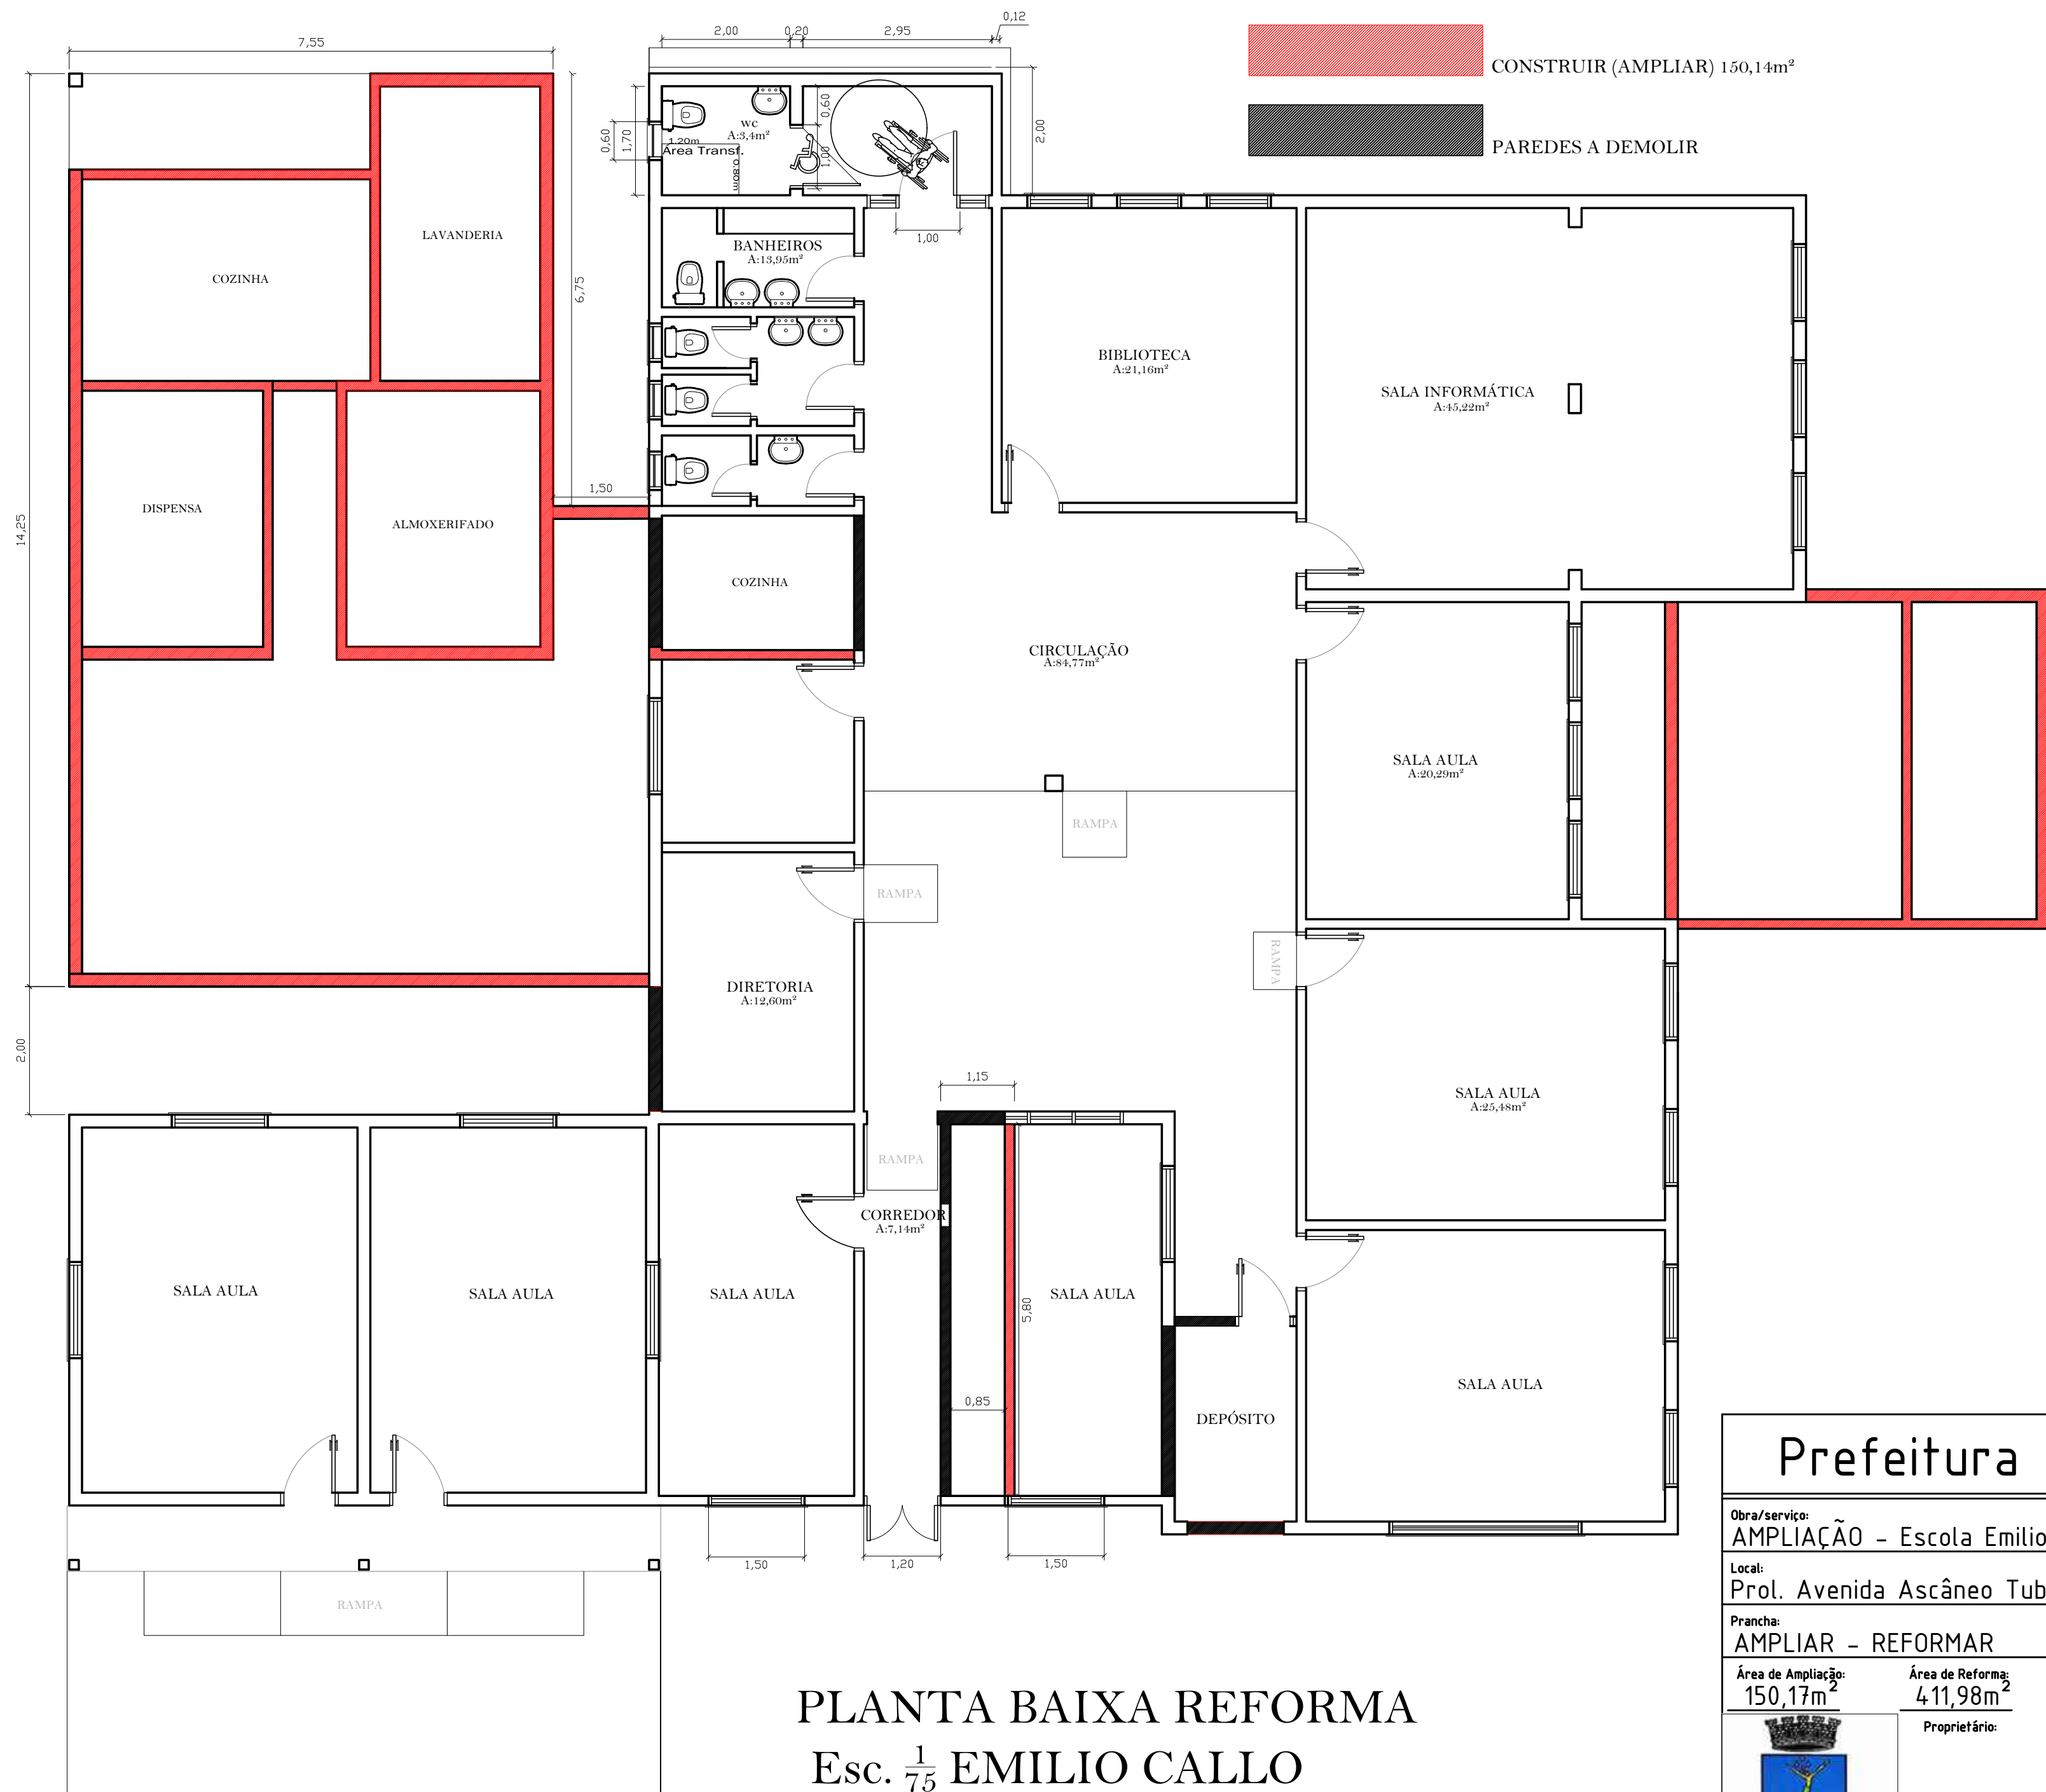 0,12
2,00
0,20
2,95
7,55
CONSTRUIR (AMPLIAR) 150,14m²
PAREDES A DEMOLIR
0,60
1,70
wc
A:3,4m²
1.20m
Área Transf.
0.80m
0,60
1,00
2,00
1,00
LAVANDERIA
COZINHA
6,75
BANHEIROS
A:13,95m²
BIBLIOTECA
A:21,16m²
SALA INFORMÁTICA
A:45,22m²
1,50
14,25
DISPENSA
ALMOXERIFADO
COZINHA
CIRCULAÇÃO
A:84,77m²
SALA AULA
A:20,29m²
RAMPA
RAMPA
RAMPA
DIRETORIA
A:12,60m²
2,00
1,15
SALA AULA
A:25,48m²
RAMPA
CORREDOR
A:7,14m²
SALA AULA
SALA AULA
SALA AULA
5,80
SALA AULA
0,85
DEPÓSITO
SALA AULA
1,50
1,20
1,50
RAMPA
PLANTA BAIXA REFORMA
Esc. 1/75 EMILIO CALLO
Prefeitura
Obra/serviço:
AMPLIAÇÃO - Escola Emilio
Local:
Prol. Avenida Ascâneo Tub
Prancha:
AMPLIAR - REFORMAR
Área de Ampliação: Área de Reforma:
150,17m² 411,98m²
Proprietário: